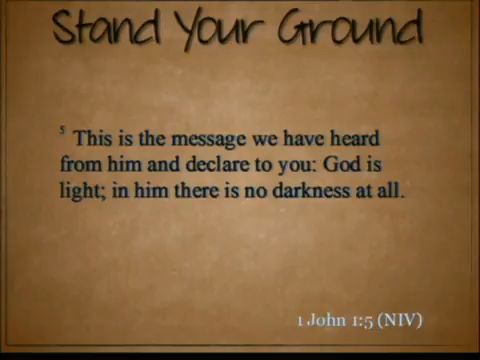 Stand Your Ground
5 This is the message we have heard
from him and declare to you: God is
light; in him there is no darkness at all.
1 John 1:5 (NIV)